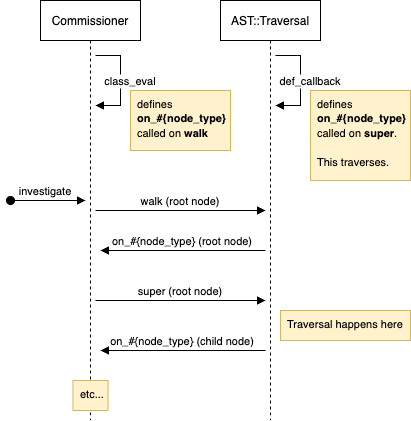 Commissioner
AST::Traversal
class_eval
def_callback
defines
on_#{node_type}
called on walk
defines
on_#{node_type}
called on super.
This traverses.
investigate
walk (root node)
on_#{node_type} (root node)
super (root node)
Traversal happens here
on_#{node_type} (child node)
etc...